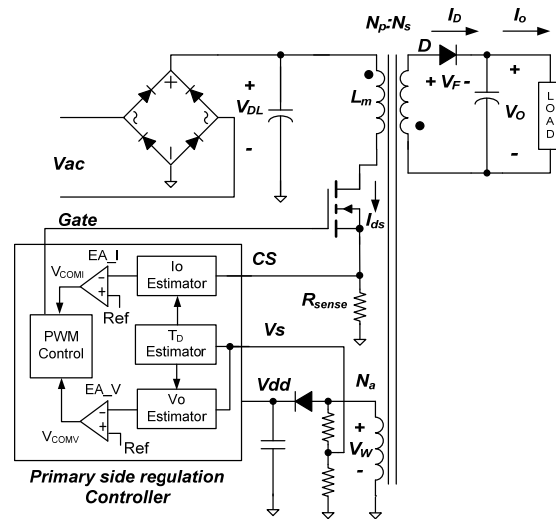 Np:Ns
ID
Io
D
+ VF -
+
VDL
-
Lm
+
VO
-
LOAD
Vac
Gate
Ids
EA_I
VCOMI
Io
Estimator
CS
Ref
Rsense
PWM
Control
TD
Estimator
Vs
EA_V
Vdd
Na
Vo
Estimator
VCOMV
Ref
+
VW
-
Primary side regulation
Controller